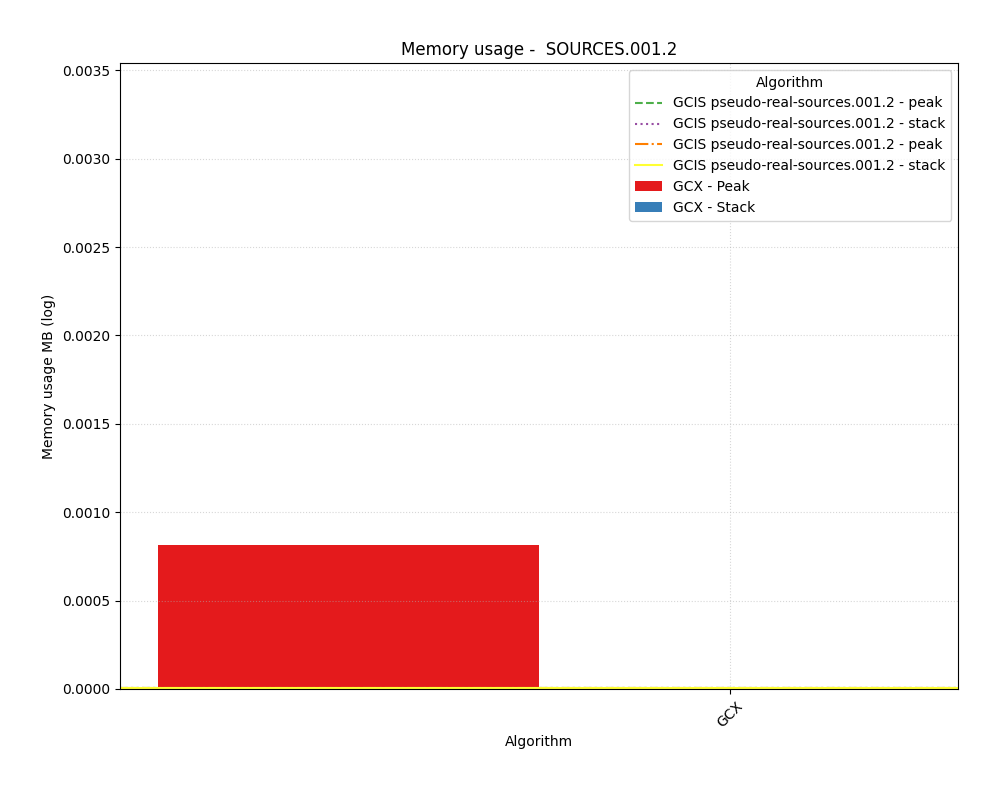 Memory usage -  SOURCES.001.2
Memory usage MB (log)
0.0035
0.0030
0.0025
0.0020
0.0015
0.0010
0.0005
0.0000
Algorithm
GCIS pseudo-real-sources.001.2 - peak
GCIS pseudo-real-sources.001.2 - stack
GCIS pseudo-real-sources.001.2 - peak
GCIS pseudo-real-sources.001.2 - stack
GCX - Peak
GCX - Stack
GCX
Algorithm